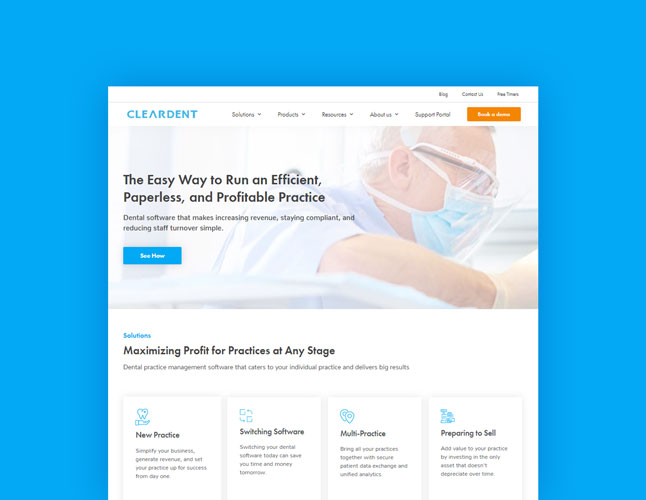 Blog Contact Us Free Timers
CLEARDENT Solutions Products Resources About us Support Portal Book a demo
The Easy Way to Run an Efficient,
Paperless, and Profitable Practice
Dental software that makes increasing revenue, staying compliant, and
reducing staff turnover simple.
See How
Solutions
Maximizing Profit for Practices at Any Stage
Dental practice management software that caters to your individual practice and delivers big results
New Practice
Simplify your business,
generate revenue, and set
your practice up for success
from day one.
Switching Software
Switching your dental
software today can save
you time and money
tomorrow.
Multi-Practice
Bring all your practices
together with secure
patient data exchange and
unified analytics.
Preparing to Sell
Add value to your practice
by investing in the only
asset that doesn't
depreciate over time.